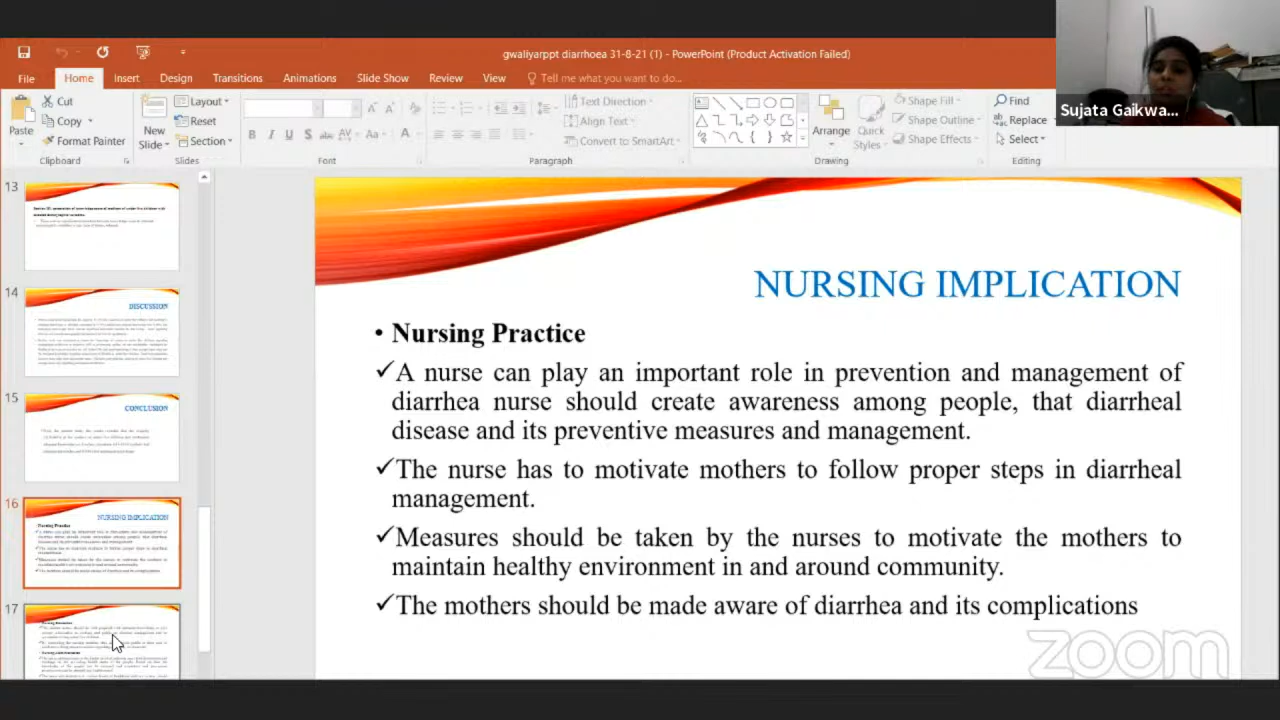 gwaliyarppt diarrhoea 31-8-21 (1) - PowerPoint (Product Activation Failed)
File Home Insert Design Transitions Animations Slide Show Review View Tell me what you want to do...
Sujata Gaikwa...
Paste
Cut
Copy
Format Painter
Clipboard
New Slide
Layout
Reset
Section
Slides
B I U S abc AV Aa A
Font
Text Direction
Align Text
Convert to SmartArt
Paragraph
Arrange
Quick Styles
Shape Fill
Shape Outline
Shape Effects
Drawing
Find
Replace
Select
Editing
13
14
DISCUSSION
15
CONCLUSION
16
NURSING IMPLICATION
Nursing Practice
17
NURSING IMPLICATION
• Nursing Practice
✓A nurse can play an important role in prevention and management of
diarrhea nurse should create awareness among people, that diarrheal
disease and its preventive measures and management.
✓The nurse has to motivate mothers to follow proper steps in diarrheal
management.
✓Measures should be taken by the nurses to motivate the mothers to
maintain healthy environment in and around community.
✓The mothers should be made aware of diarrhea and its complications
zoom